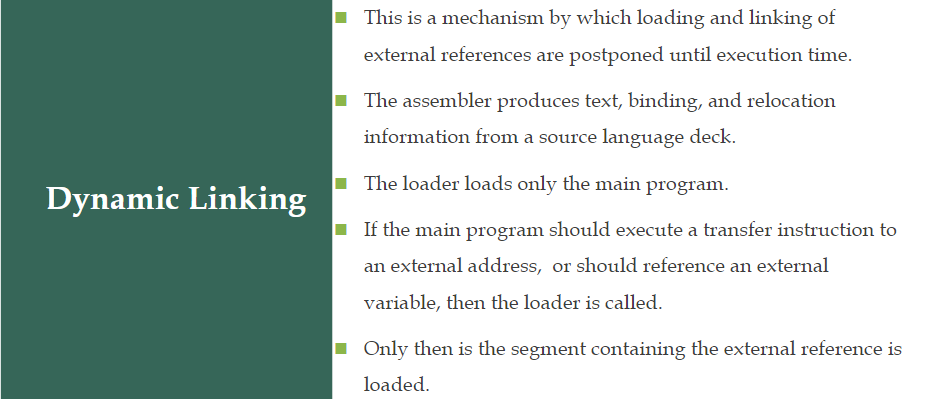 Dynamic Linking
This is a mechanism by which loading and linking of
external references are postponed until execution time.
The assembler produces text, binding, and relocation
information from a source language deck.
The loader loads only the main program.
If the main program should execute a transfer instruction to
an external address,  or should reference an external
variable, then the loader is called.
Only then is the segment containing the external reference is
loaded.